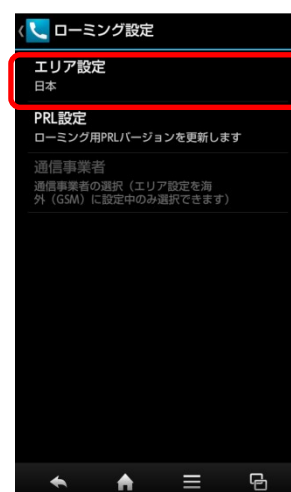 ローミング設定
エリア設定
日本
PRL設定
ローミング用PRLバージョンを更新します
通信事業者
通信事業者の選択（エリア設定を海
外（GSM）に設定中のみ選択できます）